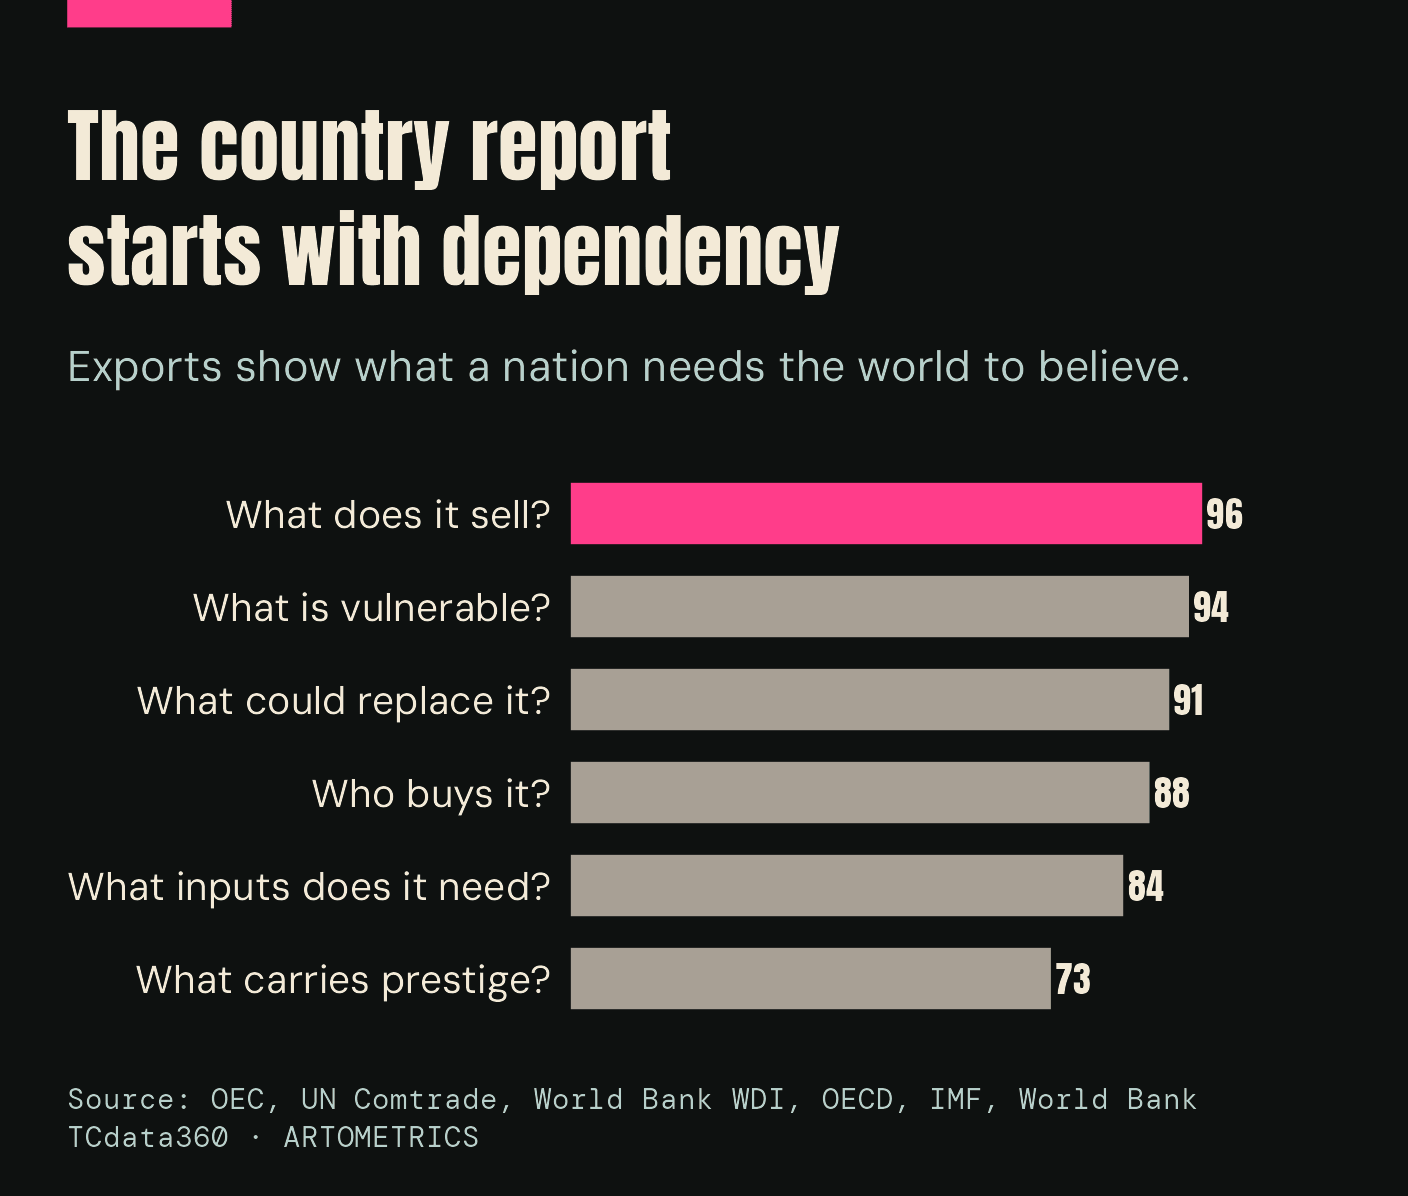 The country report
starts with dependency
Exports show what a nation needs the world to believe.
What does it sell? 96
What is vulnerable? 94
What could replace it? 91
Who buys it? 88
What inputs does it need? 84
What carries prestige? 73
Source: OEC, UN Comtrade, World Bank WDI, OECD, IMF, World Bank
TCdata360 · ARTOMETRICS